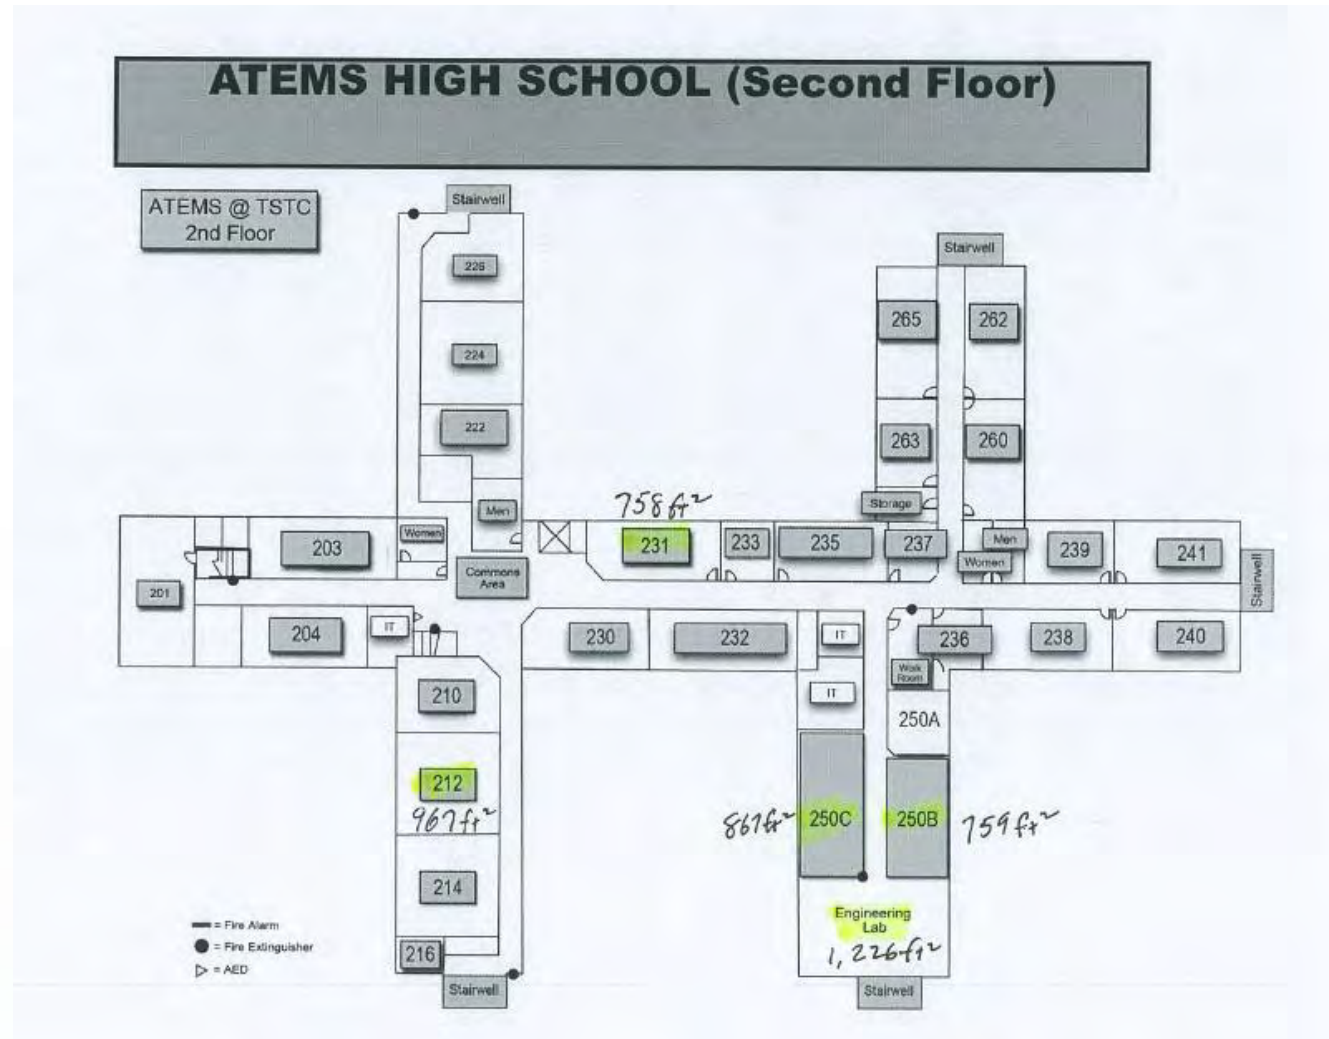 ATEMS HIGH SCHOOL (Second Floor)
ATEMS @ TSTC
2nd Floor
Stairwell
226
224
222
Men
Women
Commons
Area
201
203
204
IT
210
212
967 ft²
214
216
Stairwell
758 ft²
231
233
235
237
230
232
IT
IT
Stairwell
265
262
263
260
Storage
Men
Women
239
241
Stairwell
236
238
240
Work
Room
250A
867 ft²
250C
250B
759 ft²
Engineering
Lab
1,226 ft²
Stairwell
= Fire Alarm
= Fire Extinguisher
= AED